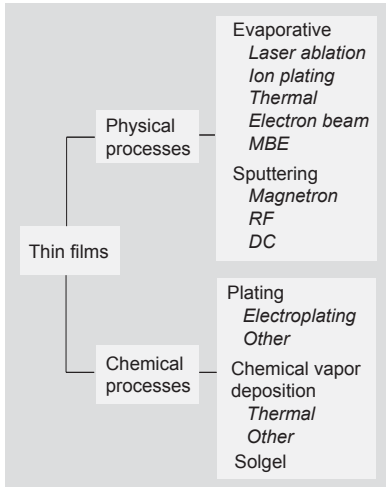 Thin films
Physical
processes
Evaporative
Laser ablation
Ion plating
Thermal
Electron beam
MBE
Sputtering
Magnetron
RF
DC
Chemical
processes
Plating
Electroplating
Other
Chemical vapor
deposition
Thermal
Other
Solgel